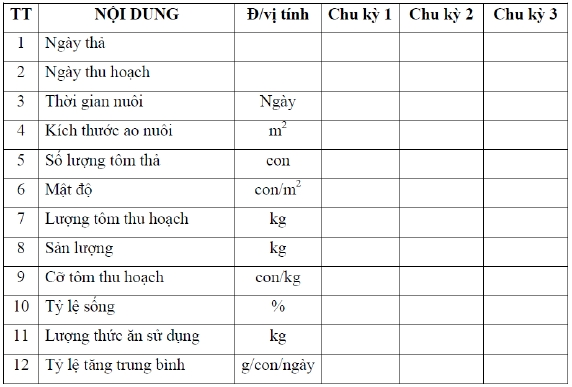 TT NỘI DUNG Đ/vị tính Chu kỳ 1 Chu kỳ 2 Chu kỳ 3
1 Ngày thả
2 Ngày thu hoạch
3 Thời gian nuôi Ngày
4 Kích thước ao nuôi m²
5 Số lượng tôm thả con
6 Mật độ con/m²
7 Lượng tôm thu hoạch kg
8 Sản lượng kg
9 Cỡ tôm thu hoạch con/kg
10 Tỷ lệ sống %
11 Lượng thức ăn sử dụng kg
12 Tỷ lệ tăng trung bình g/con/ngày